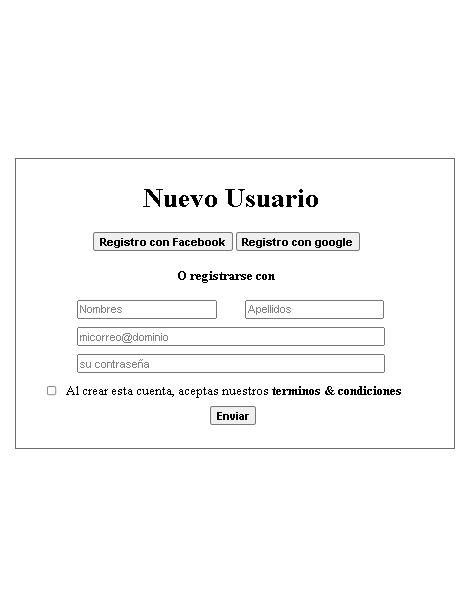 Nuevo Usuario
Registro con Facebook Registro con google
O registrarse con
Nombres Apellidos
micorreo@dominio
su contraseña
Al crear esta cuenta, aceptas nuestros terminos & condiciones
Enviar